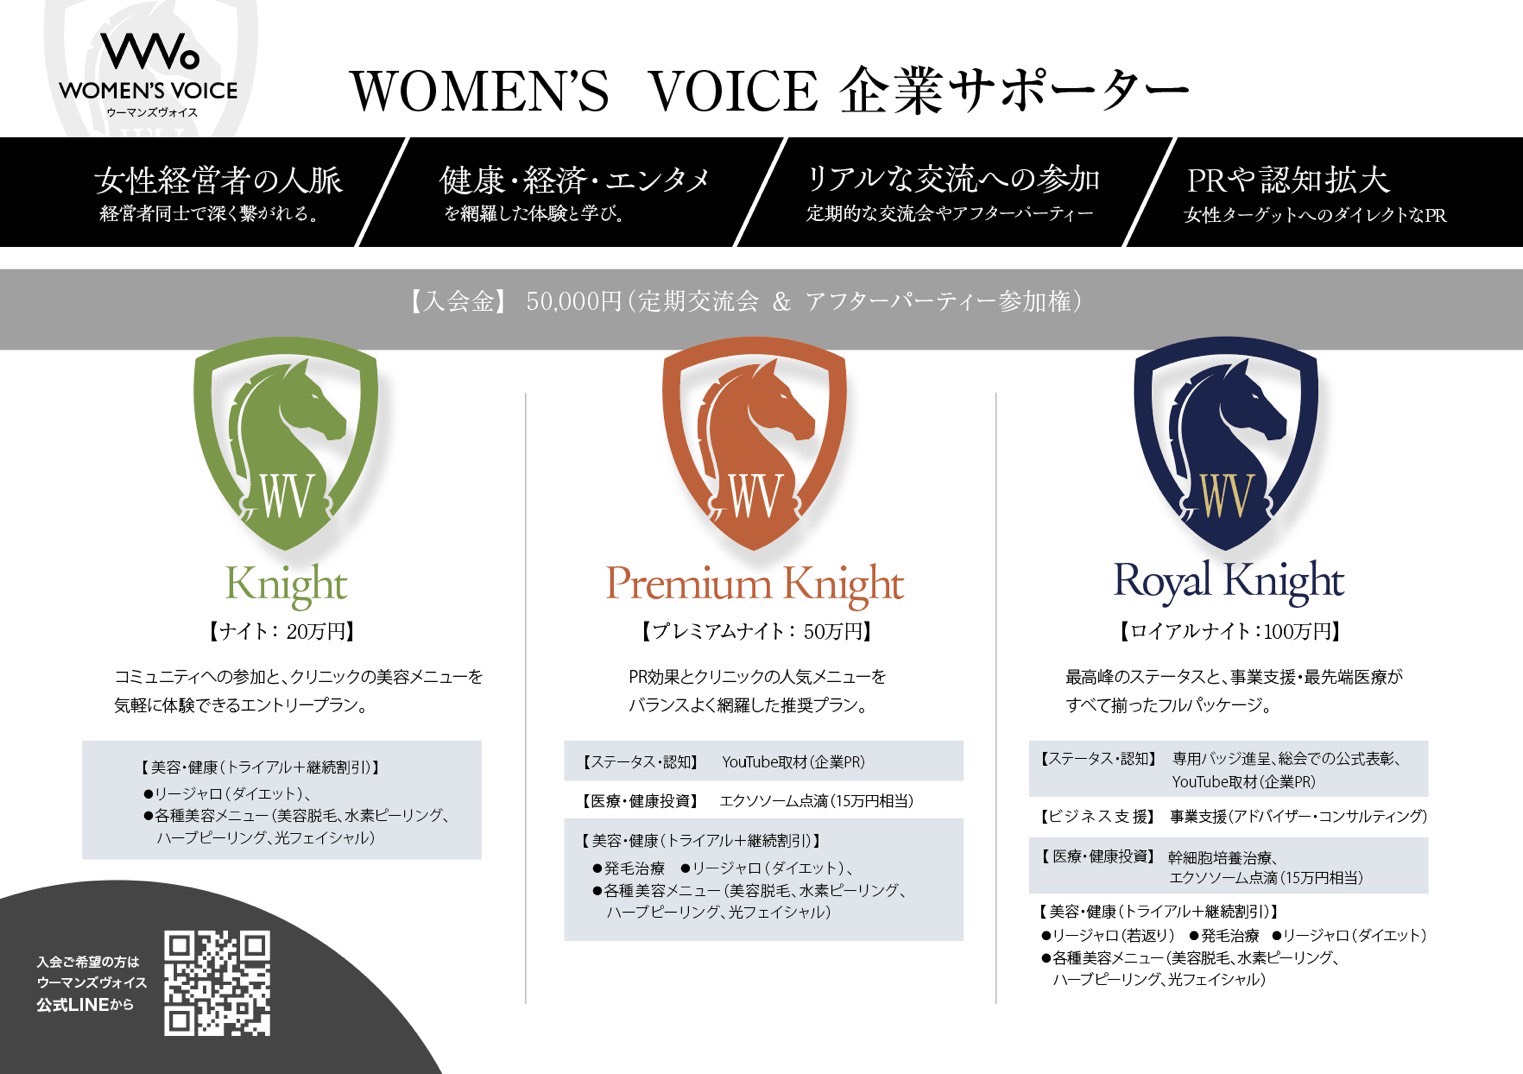 WVo
WOMEN'S VOICE
ウーマンズヴォイス
WOMEN'S VOICE 企業サポーター
女性経営者の人脈
経営者同士で深く繋がれる。
健康・経済・エンタメ
を網羅した体験と学び。
リアルな交流への参加
定期的な交流会やアフターパーティー
PRや認知拡大
女性ターゲットへのダイレクトなPR
【入会金】 50,000円（定期交流会 & アフターパーティー参加権）
WV
Knight
【ナイト： 20万円】
コミュニティへの参加と、クリニックの美容メニューを
気軽に体験できるエントリープラン。
【美容・健康（トライアル＋継続割引）】
●リージャロ（ダイエット）、
●各種美容メニュー（美容脱毛、水素ピーリング、
ハーブピーリング、光フェイシャル）
WV
Premium Knight
【プレミアムナイト： 50万円】
PR効果とクリニックの人気メニューを
バランスよく網羅した推奨プラン。
【ステータス・認知】 YouTube取材（企業PR）
【医療・健康投資】 エクソソーム点滴（15万円相当）
【美容・健康（トライアル＋継続割引）】
●発毛治療 ●リージャロ（ダイエット）、
●各種美容メニュー（美容脱毛、水素ピーリング、
ハーブピーリング、光フェイシャル）
WV
Royal Knight
【ロイアルナイト：100万円】
最高峰のステータスと、事業支援・最先端医療が
すべて揃ったフルパッケージ。
【ステータス・認知】 専用バッジ進呈、総会での公式表彰、
YouTube取材（企業PR）
【ビジネス支援】 事業支援（アドバイザー・コンサルティング）
【医療・健康投資】 幹細胞培養治療、
エクソソーム点滴（15万円相当）
【美容・健康（トライアル＋継続割引）】
●リージャロ（若返り） ●発毛治療 ●リージャロ（ダイエット）
●各種美容メニュー（美容脱毛、水素ピーリング、
ハーブピーリング、光フェイシャル）
入会ご希望の方は
ウーマンズヴォイス
公式LINEから